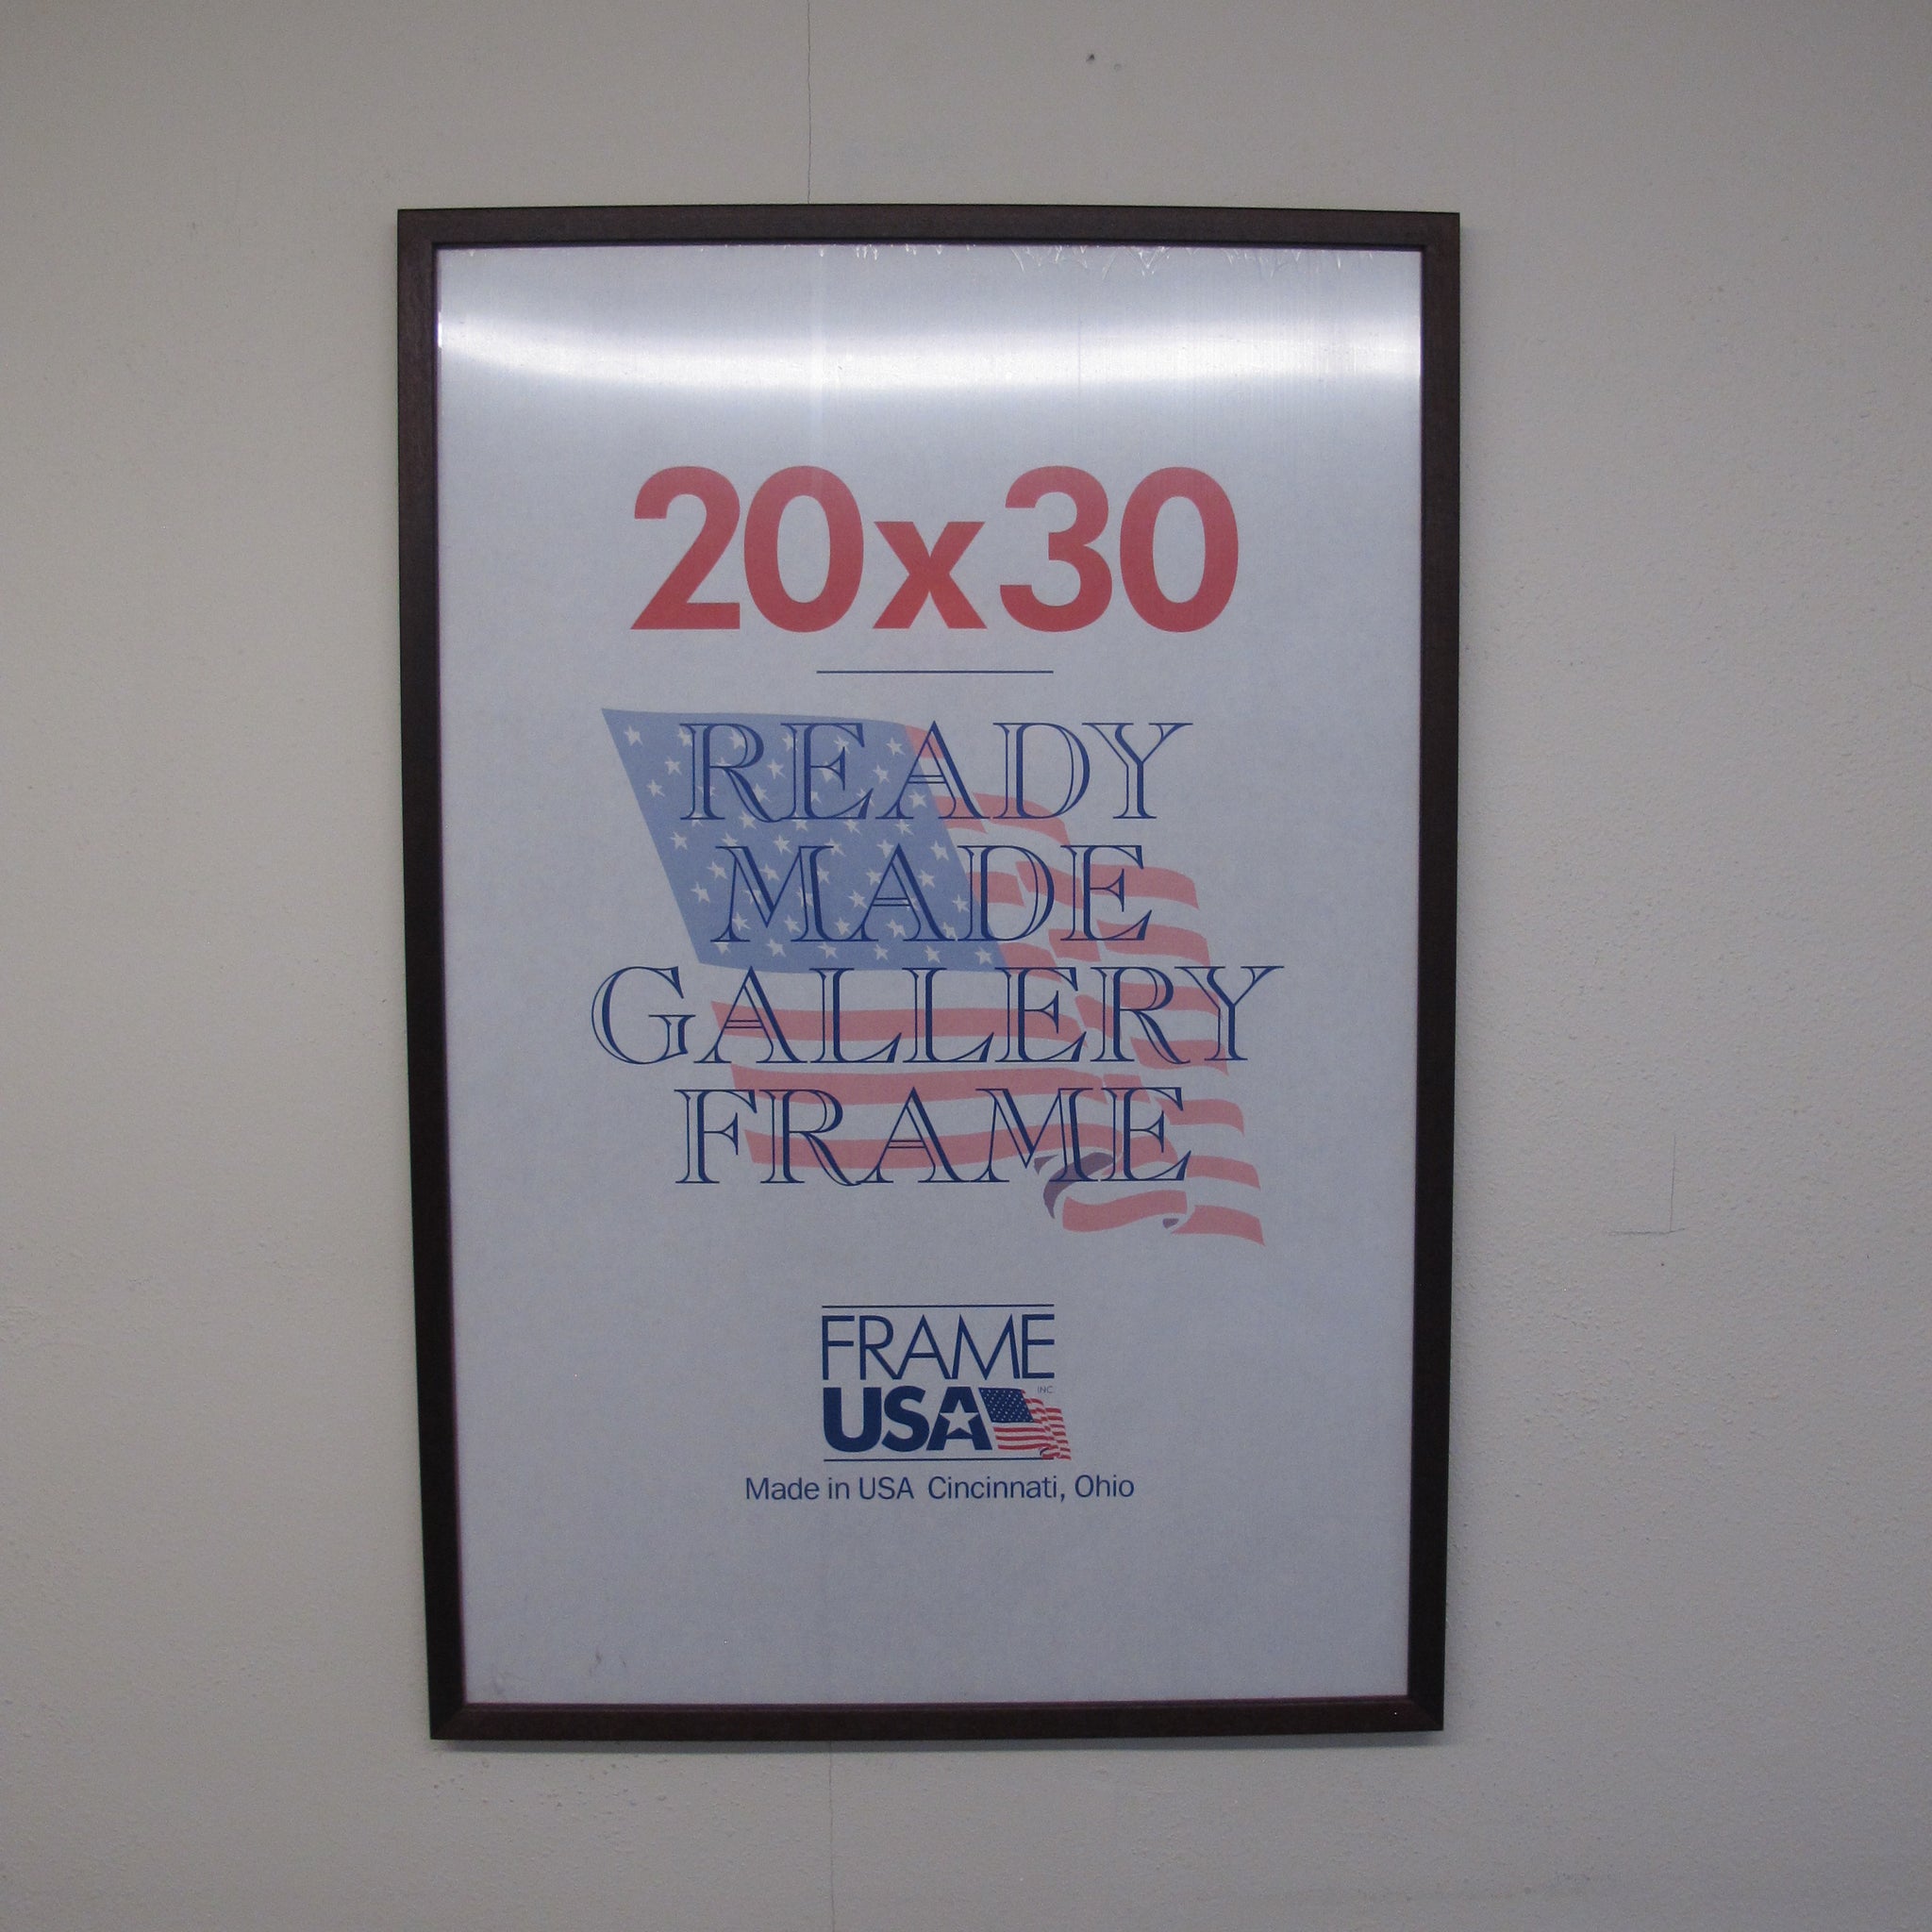 20x30
READY
MADE
GALLERY
FRAME
FRAME
USA INC
Made in USA Cincinnati, Ohio